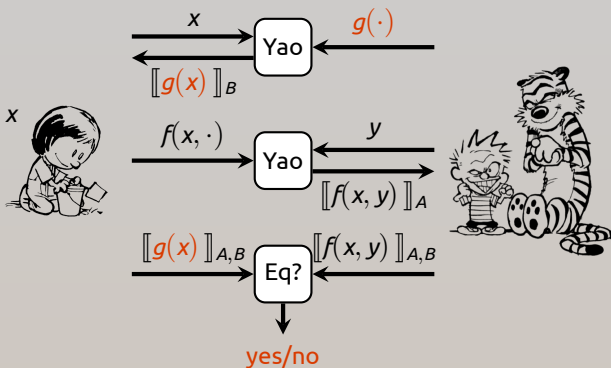 x
Yao
g(·)
⟦g(x) ⟧B
x
f(x, ·)
Yao
y
⟦f(x, y) ⟧A
⟦g(x) ⟧A,B
Eq?
⟦f(x, y) ⟧A,B
yes/no